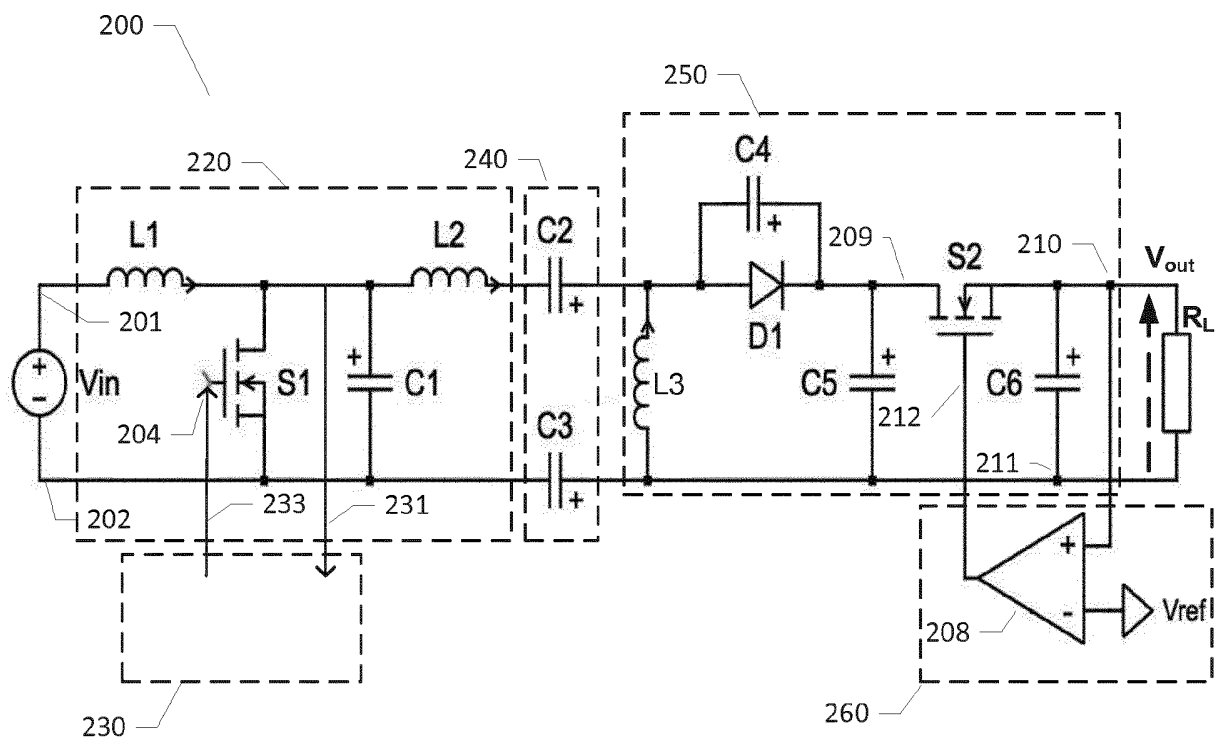 200
250
220
240
C4
+
L1
L2
C2
209
S2
210
Vout
+
D1
RL
201
+
+
+
+
Vin
S1
C1
L3
C5
C6
-
204
C3
212
211
202
233
231
+
+
Vref
-
208
230
260